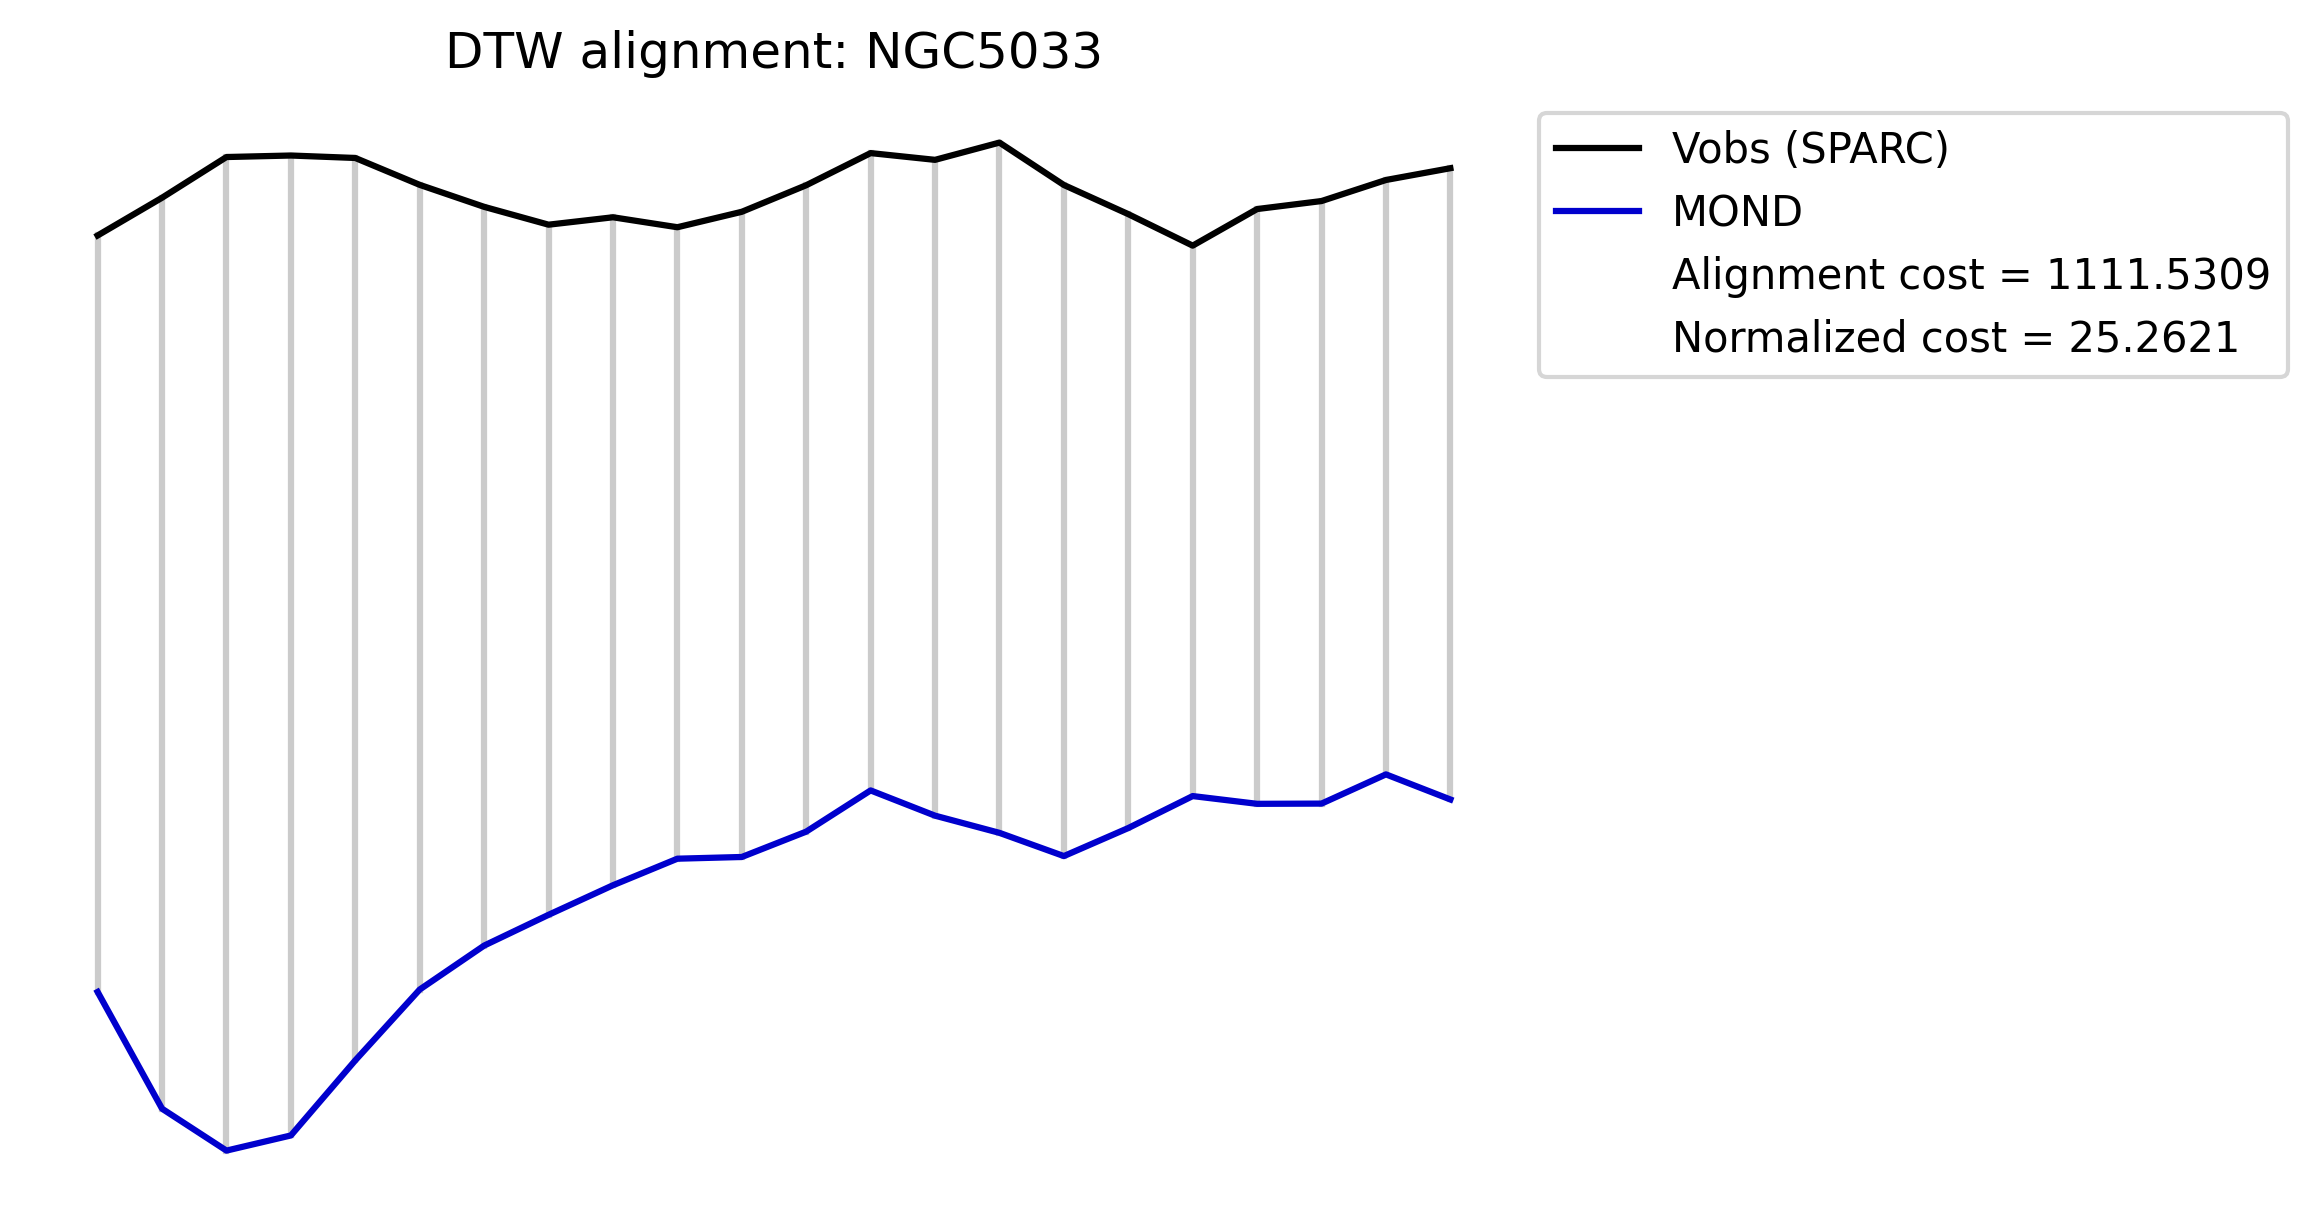 DTW alignment: NGC5033
Vobs (SPARC)
MOND
Alignment cost = 1111.5309
Normalized cost = 25.2621